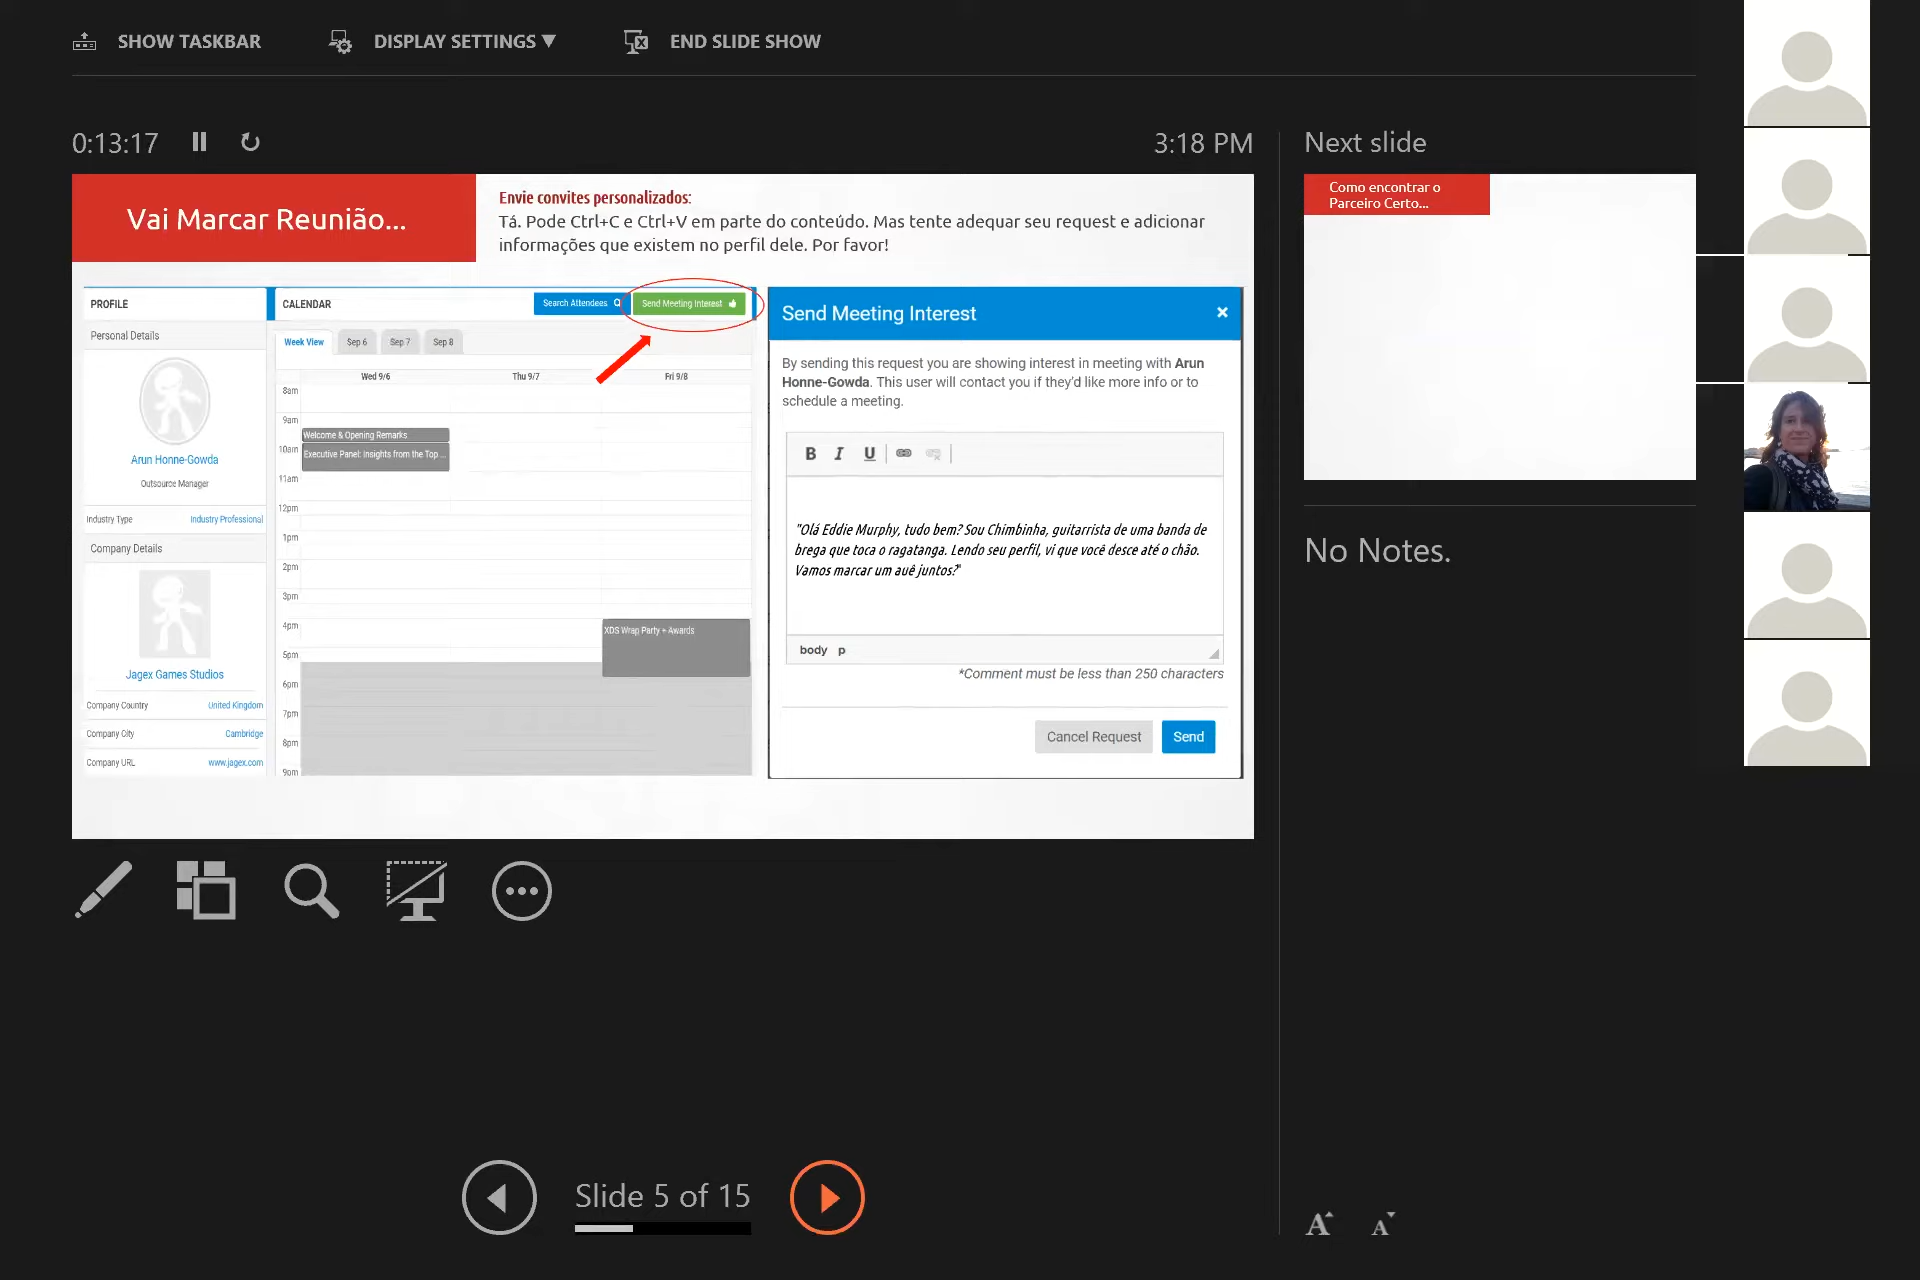 SHOW TASKBAR
DISPLAY SETTINGS ▼
END SLIDE SHOW
0:13:17
3:18 PM
Vai Marcar Reunião...
Envie convites personalizados:
Tá. Pode Ctrl+C e Ctrl+V em parte do conteúdo. Mas tente adequar seu request e adicionar
informações que existem no perfil dele. Por favor!
PROFILE
Personal Details
Arun Honne-Gowda
Outsource Manager
Industry Type Industry Professional
Company Details
Jagex Games Studios
Company Country United Kingdom
Company City Cambridge
Company URL www.jagex.com
CALENDAR
Search Attendees
Send Meeting Interest
Week View Sep 6 Sep 7 Sep 8
Wed 9/6 Thu 9/7 Fri 9/8
8am
9am
Welcome & Opening Remarks
10am
Executive Panel: Insights from the Top ...
11am
12pm
1pm
2pm
3pm
4pm
XDS Wrap Party + Awards
5pm
6pm
7pm
8pm
9pm
Send Meeting Interest
×
By sending this request you are showing interest in meeting with Arun
Honne-Gowda. This user will contact you if they'd like more info or to
schedule a meeting.
B I U
"Olá Eddie Murphy, tudo bem? Sou Chimbinha, guitarrista de uma banda de
brega que toca o ragatanga. Lendo seu perfil, vi que você desce até o chão.
Vamos marcar um auê juntos?"
body p
*Comment must be less than 250 characters
Cancel Request
Send
Next slide
Como encontrar o
Parceiro Certo...
No Notes.
Slide 5 of 15
A A